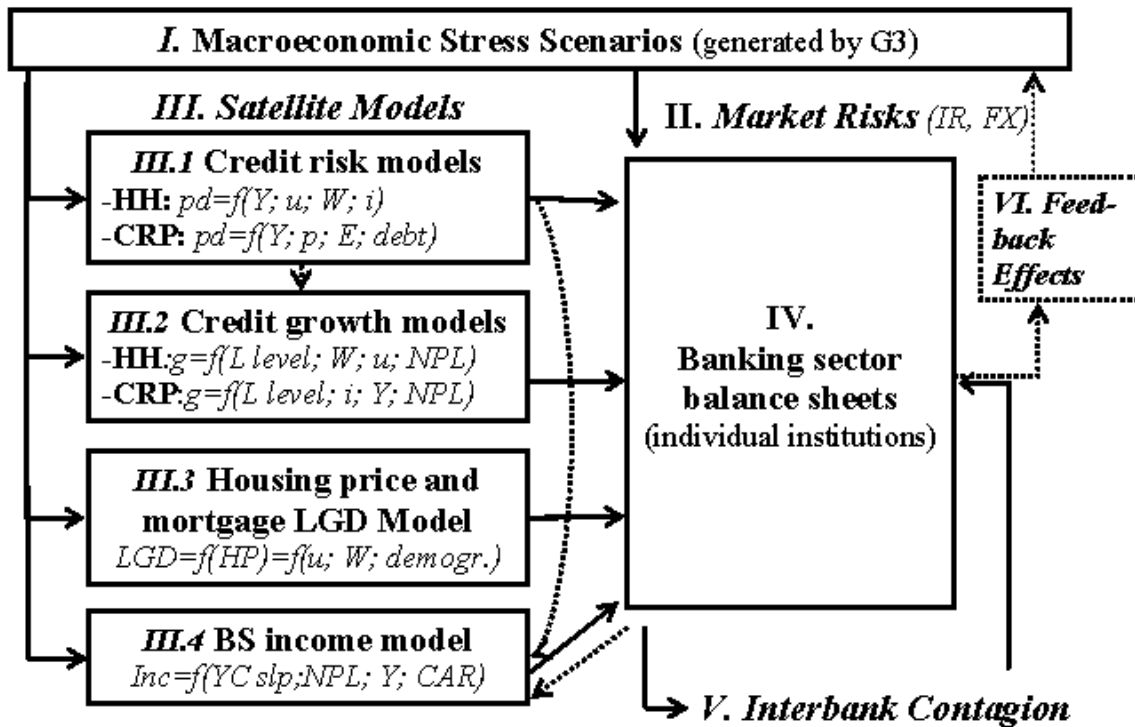 I. Macroeconomic Stress Scenarios (generated by G3)
III. Satellite Models
II. Market Risks (IR, FX)
III.1 Credit risk models
-HH: pd=f(Y; u; W; i)
-CRP: pd=f(Y; p; E; debt)
III.2 Credit growth models
-HH:g=f(L level; W; u; NPL)
-CRP:g=f(L level; i; Y; NPL)
III.3 Housing price and
mortgage LGD Model
LGD=f(HP)=f(u; W; demogr.)
III.4 BS income model
Inc=f(YC slp;NPL; Y; CAR)
IV.
Banking sector
balance sheets
(individual institutions)
VI. Feed-
back
Effects
V. Interbank Contagion